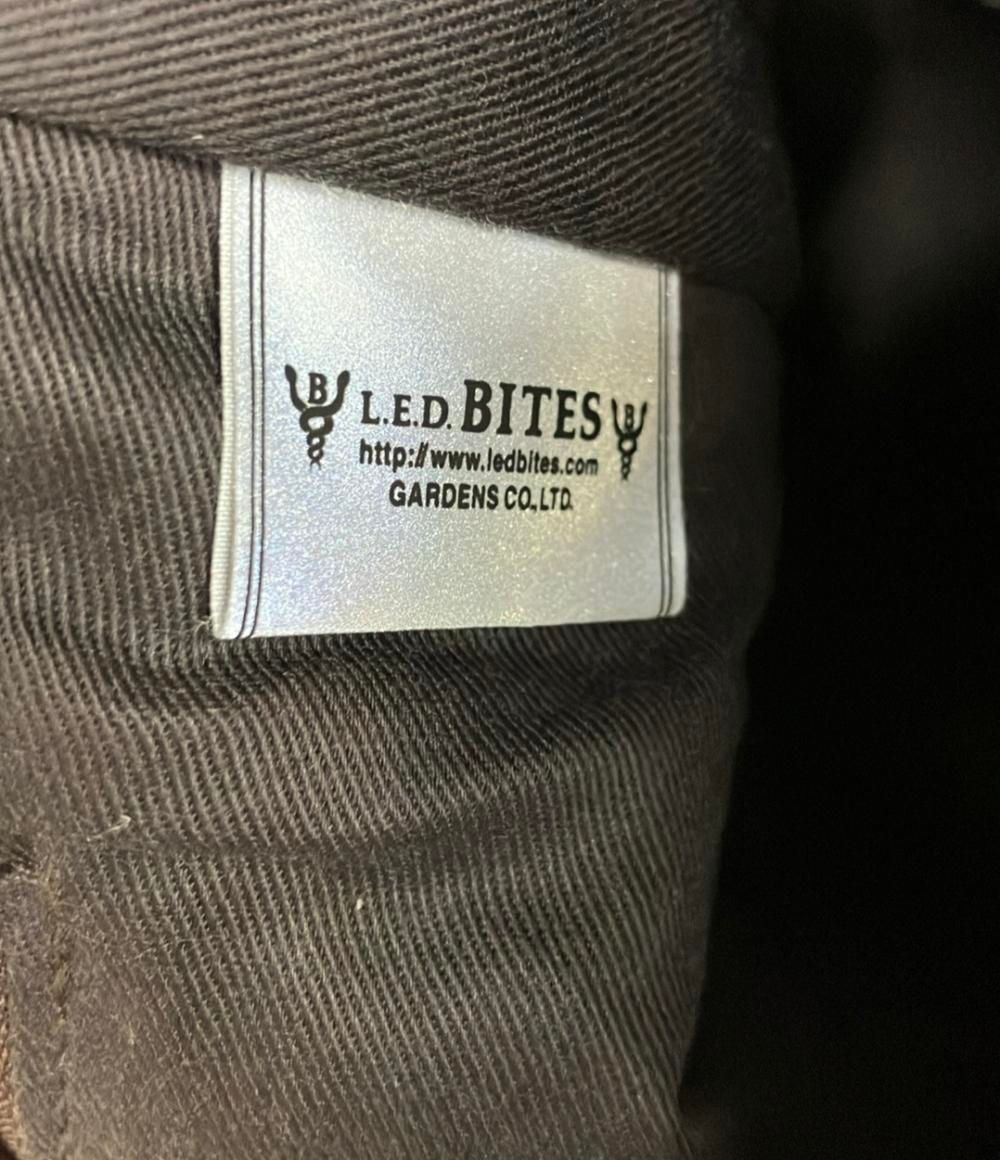 B L.E.D. BITES B
http://www.ledbites.com
GARDENS CO.,LTD.